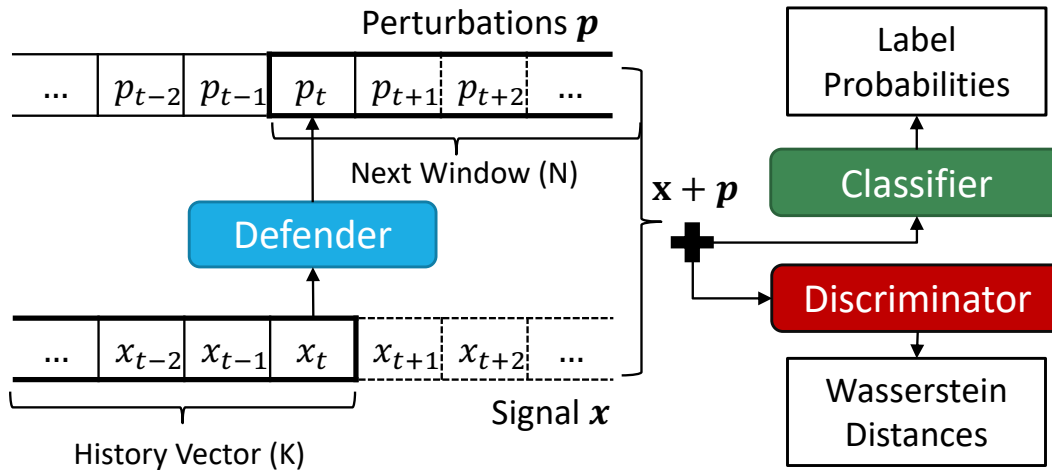 Perturbations p
... p_{t−2} p_{t−1} p_t p_{t+1} p_{t+2} ...
Next Window (N)
Defender
... x_{t−2} x_{t−1} x_t x_{t+1} x_{t+2} ...
Signal x
History Vector (K)
x + p
Label
Probabilities
Classifier
Discriminator
Wasserstein
Distances